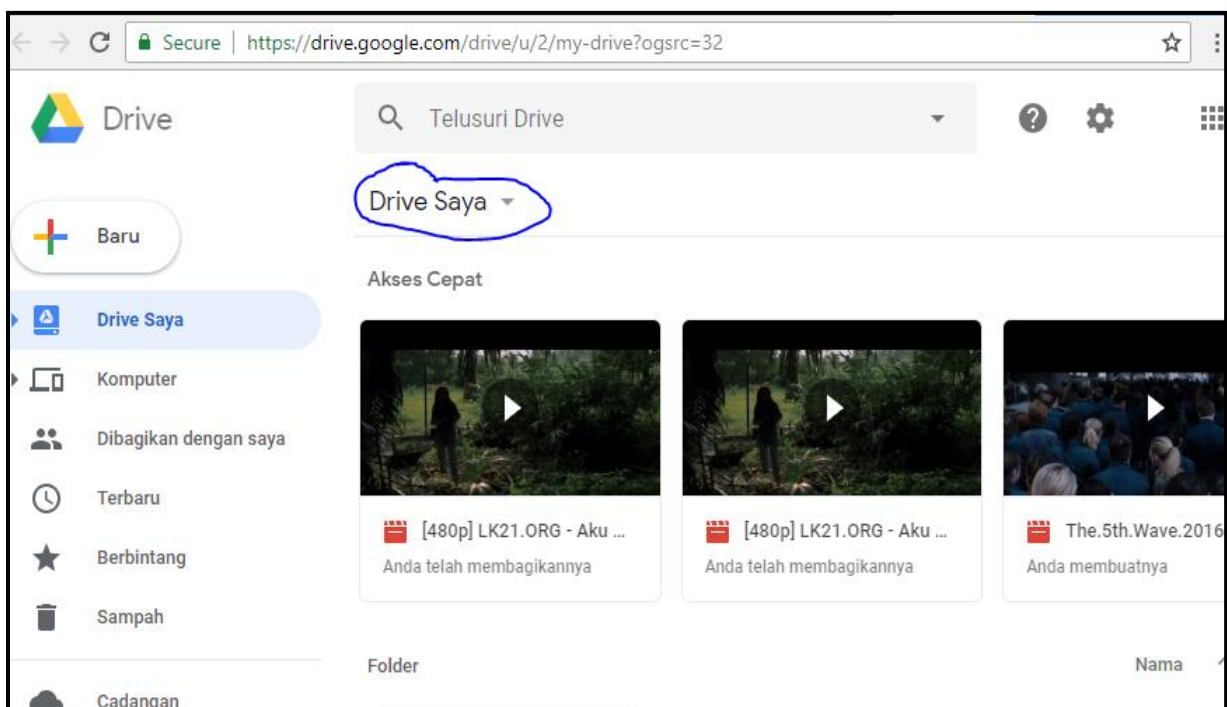 Secure | https://drive.google.com/drive/u/2/my-drive?ogsrc=32
Drive
Telusuri Drive
Drive Saya
Baru
Akses Cepat
Drive Saya
Komputer
Dibagikan dengan saya
Terbaru
Berbintang
Sampah
Cadangan
[480p] LK21.ORG - Aku ...
Anda telah membagikannya
[480p] LK21.ORG - Aku ...
Anda telah membagikannya
The.5th.Wave.2016
Anda membuatnya
Folder
Nama